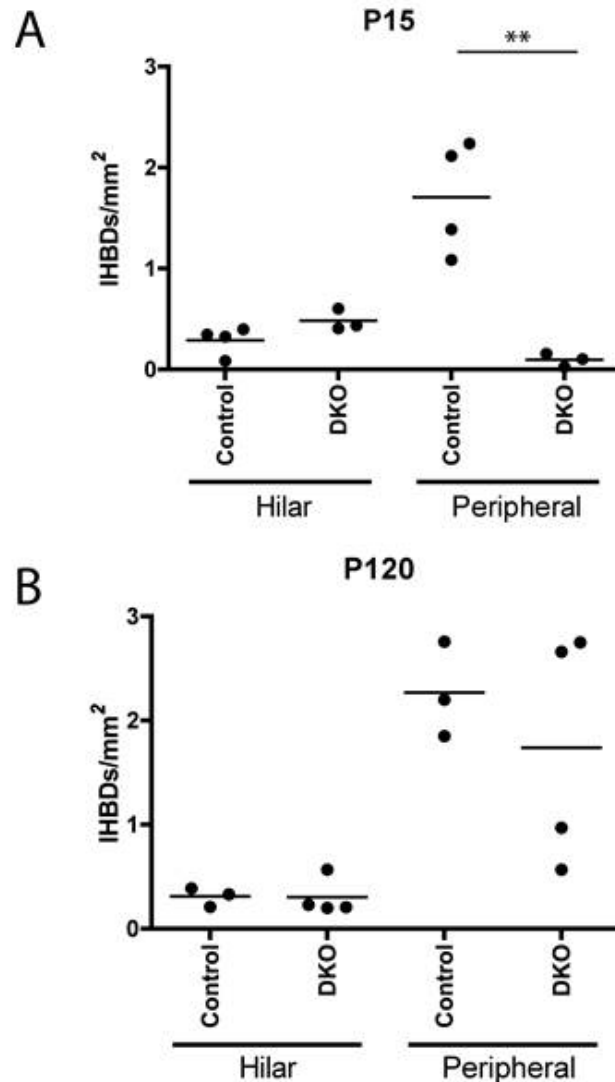 A
P15
**
3
2
1
0
IHBDs/mm²
Control
DKO
Control
DKO
Hilar
Peripheral
B
P120
3
2
1
0
IHBDs/mm²
Control
DKO
Control
DKO
Hilar
Peripheral